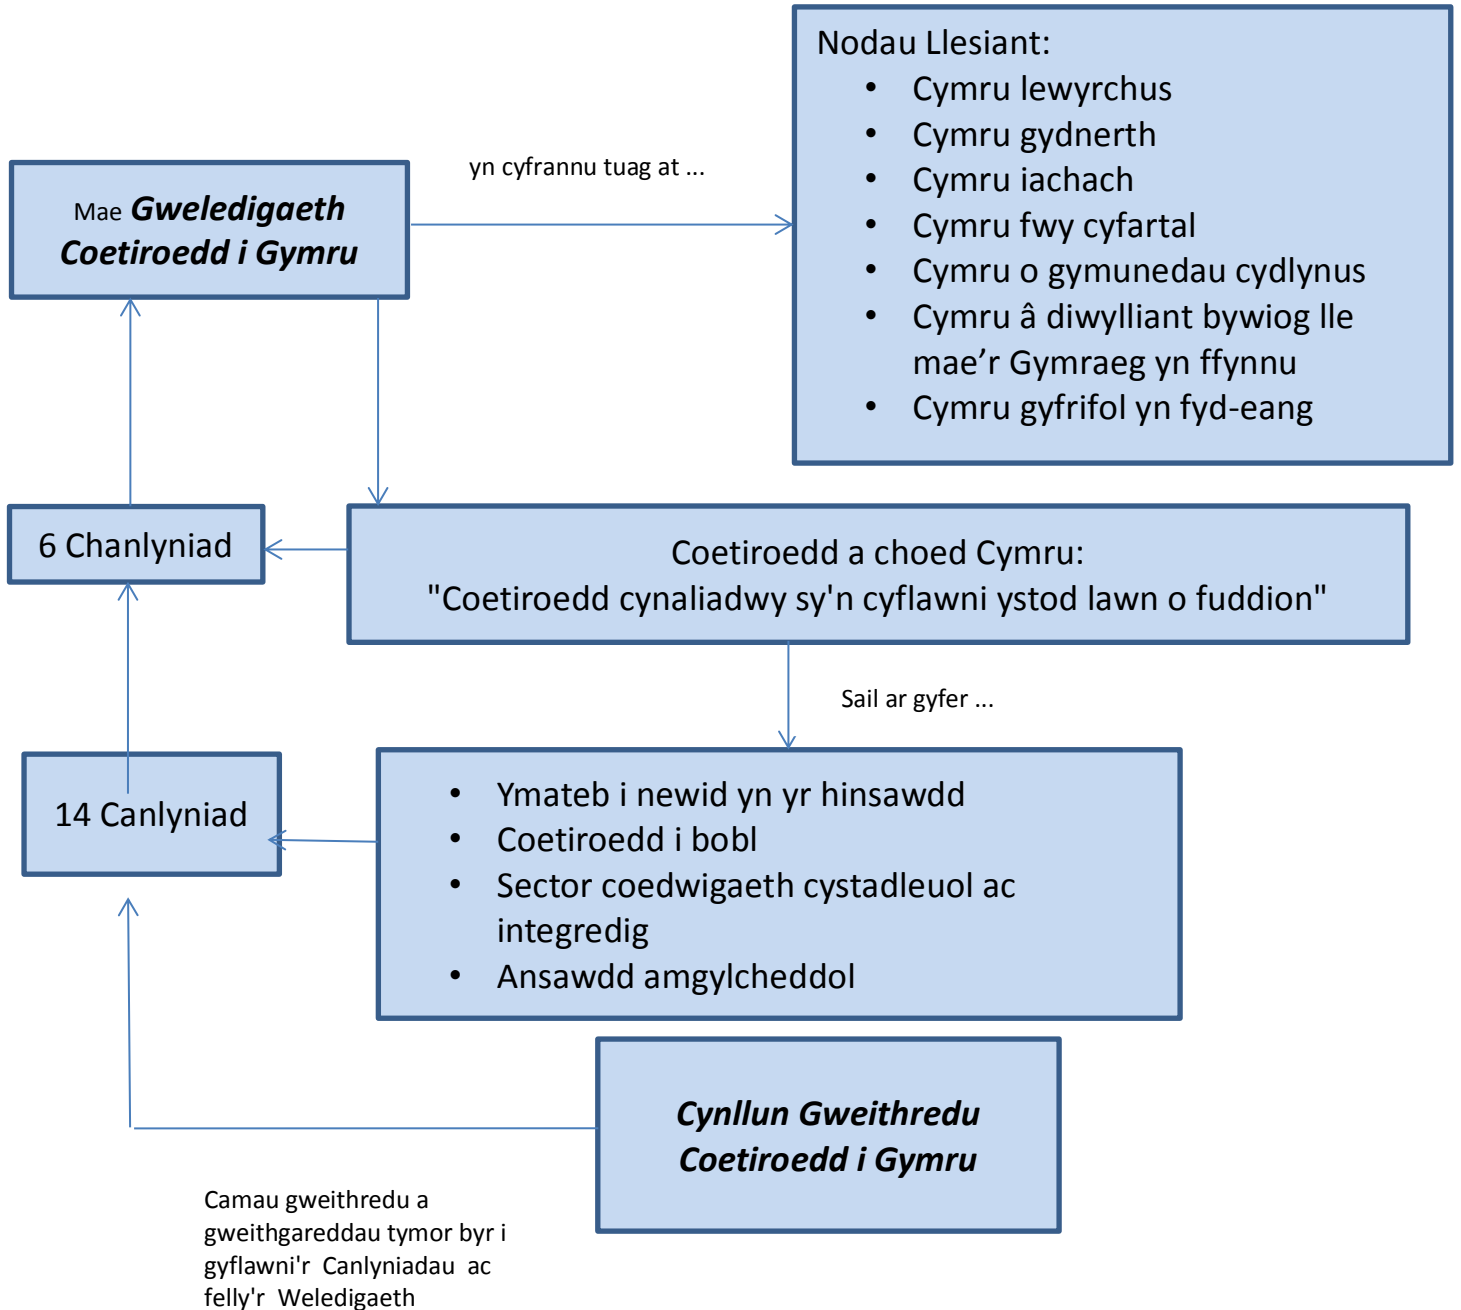 Nodau Llesiant:
• Cymru lewyrchus
• Cymru gydnerth
• Cymru iachach
• Cymru fwy cyfartal
• Cymru o gymunedau cydlynus
• Cymru â diwylliant bywiog lle
mae’r Gymraeg yn ffynnu
• Cymru gyfrifol yn fyd-eang
yn cyfrannu tuag at ...
Mae Gweledigaeth
Coetiroedd i Gymru
6 Chanlyniad
Coetiroedd a choed Cymru:
"Coetiroedd cynaliadwy sy'n cyflawni ystod lawn o fuddion"
Sail ar gyfer ...
14 Canlyniad
• Ymateb i newid yn yr hinsawdd
• Coetiroedd i bobl
• Sector coedwigaeth cystadleuol ac
integredig
• Ansawdd amgylcheddol
Cynllun Gweithredu
Coetiroedd i Gymru
Camau gweithredu a
gweithgareddau tymor byr i
gyflawni'r Canlyniadau ac
felly'r Weledigaeth